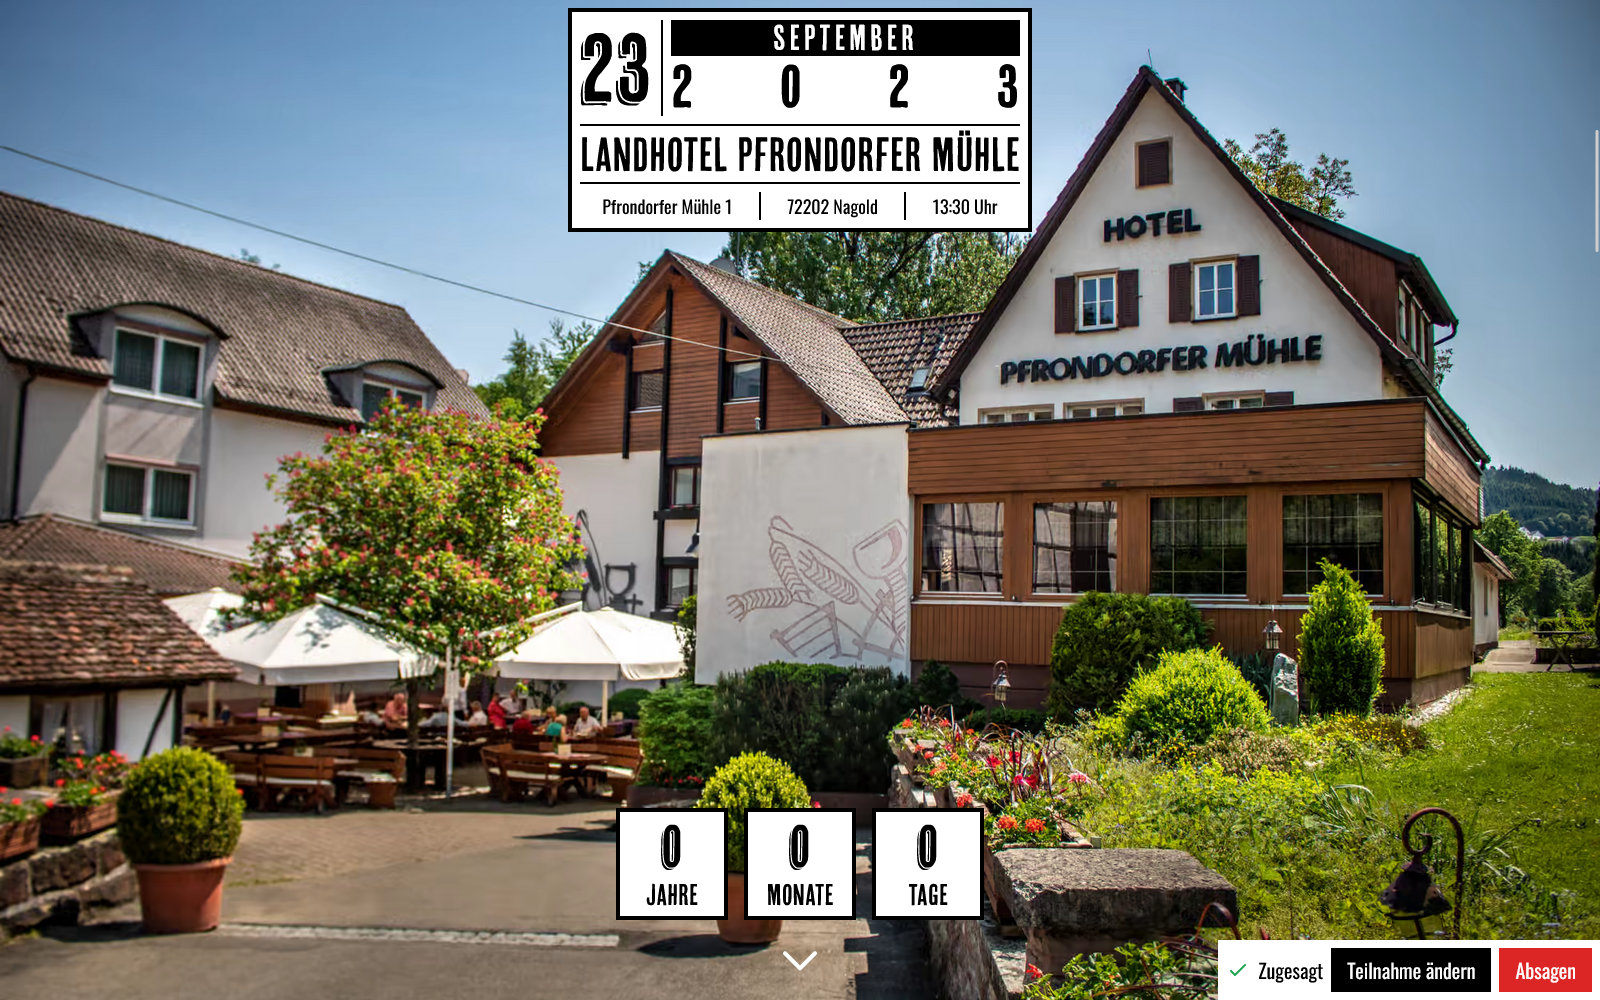 23
SEPTEMBER
2 0 2 3
LANDHOTEL PFRONDORFER MÜHLE
Pfrondorfer Mühle 1
72202 Nagold
13:30 Uhr
HOTEL
PFRONDORFER MÜHLE
0
JAHRE
0
MONATE
0
TAGE
Zugesagt
Teilnahme ändern
Absagen